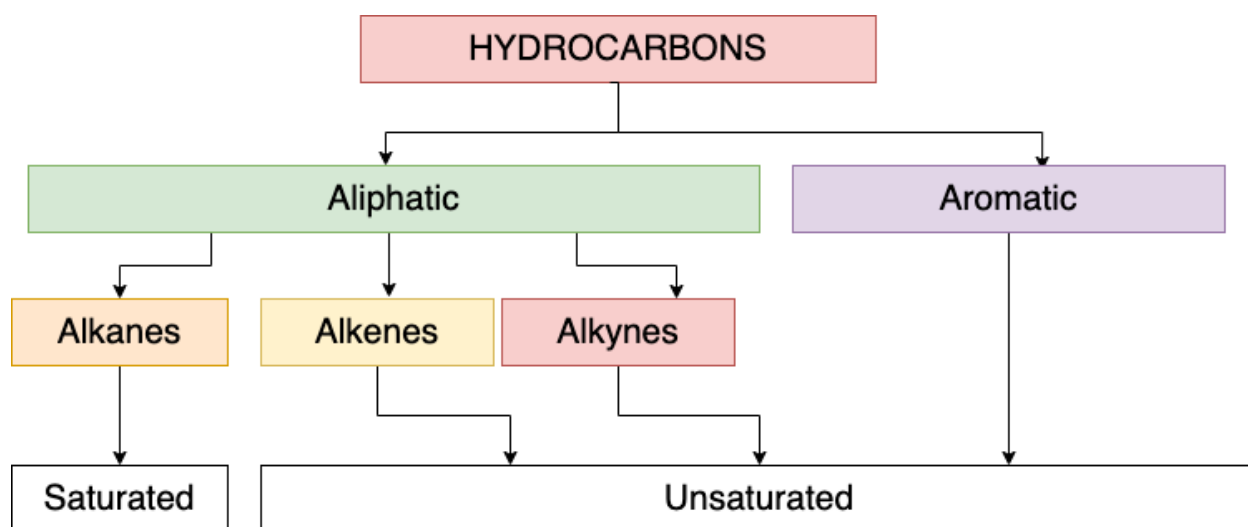 HYDROCARBONS
Aliphatic
Aromatic
Alkanes
Alkenes
Alkynes
Saturated
Unsaturated